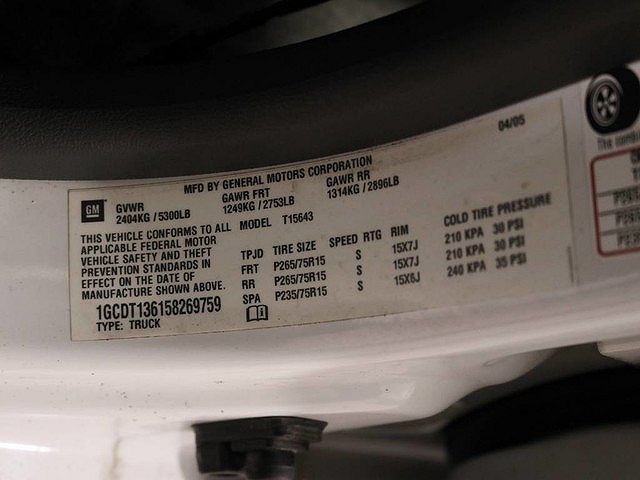 04/05
MFD BY GENERAL MOTORS CORPORATION
GM
GVWR GAWR FRT GAWR RR
2404KG / 5300LB 1249KG / 2753LB 1314KG / 2896LB
THIS VEHICLE CONFORMS TO ALL MODEL T15643
APPLICABLE FEDERAL MOTOR
VEHICLE SAFETY AND THEFT
PREVENTION STANDARDS IN
EFFECT ON THE DATE OF
MANUFACTURE SHOWN ABOVE.
TPJD TIRE SIZE SPEED RTG RIM COLD TIRE PRESSURE
FRT P265/75R15 S 15X7J 210 KPA 30 PSI
RR P265/75R15 S 15X7J 210 KPA 30 PSI
SPA P235/75R15 S 15X6J 240 KPA 35 PSI
1GCDT136158269759
TYPE: TRUCK
The